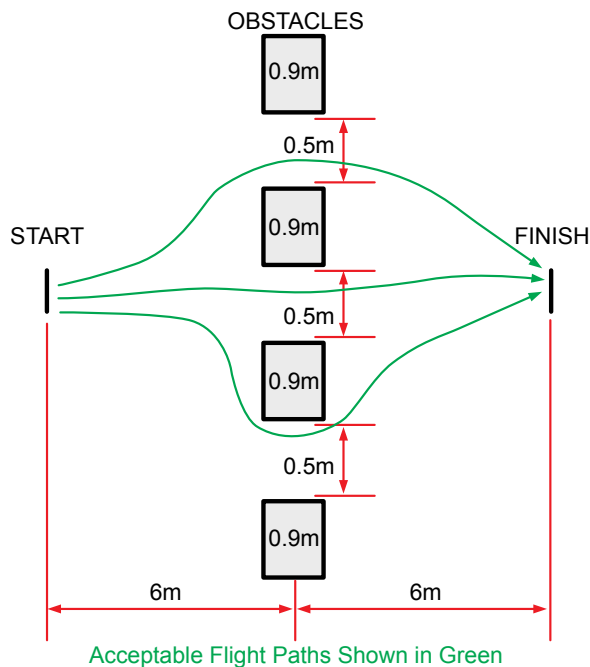 OBSTACLES
0.9m
0.5m
0.9m
START
FINISH
0.5m
0.9m
0.5m
0.9m
6m
6m
Acceptable Flight Paths Shown in Green